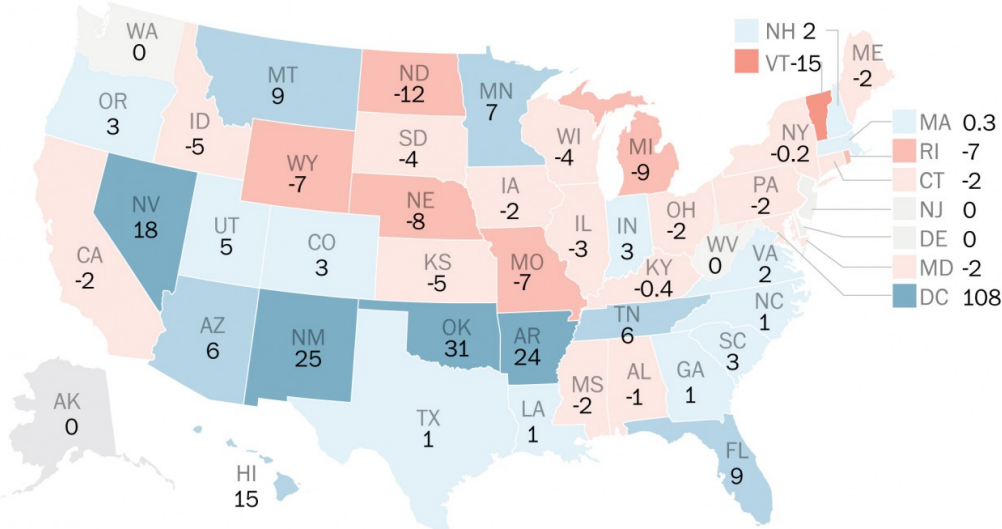 WA
0
OR
3
CA
-2
NV
18
ID
-5
MT
9
WY
-7
UT
5
CO
3
AZ
6
NM
25
ND
-12
SD
-4
NE
-8
KS
-5
OK
31
TX
1
MN
7
IA
-2
MO
-7
AR
24
LA
1
WI
-4
IL
-3
MI
-9
IN
3
OH
-2
KY
-0.4
TN
6
MS
-2
AL
-1
GA
1
FL
9
SC
3
NC
1
VA
2
WV
0
PA
-2
NY
-0.2
ME
-2
NH 2
VT -15
MA 0.3
RI -7
CT -2
NJ 0
DE 0
MD -2
DC 108
AK
0
HI
15